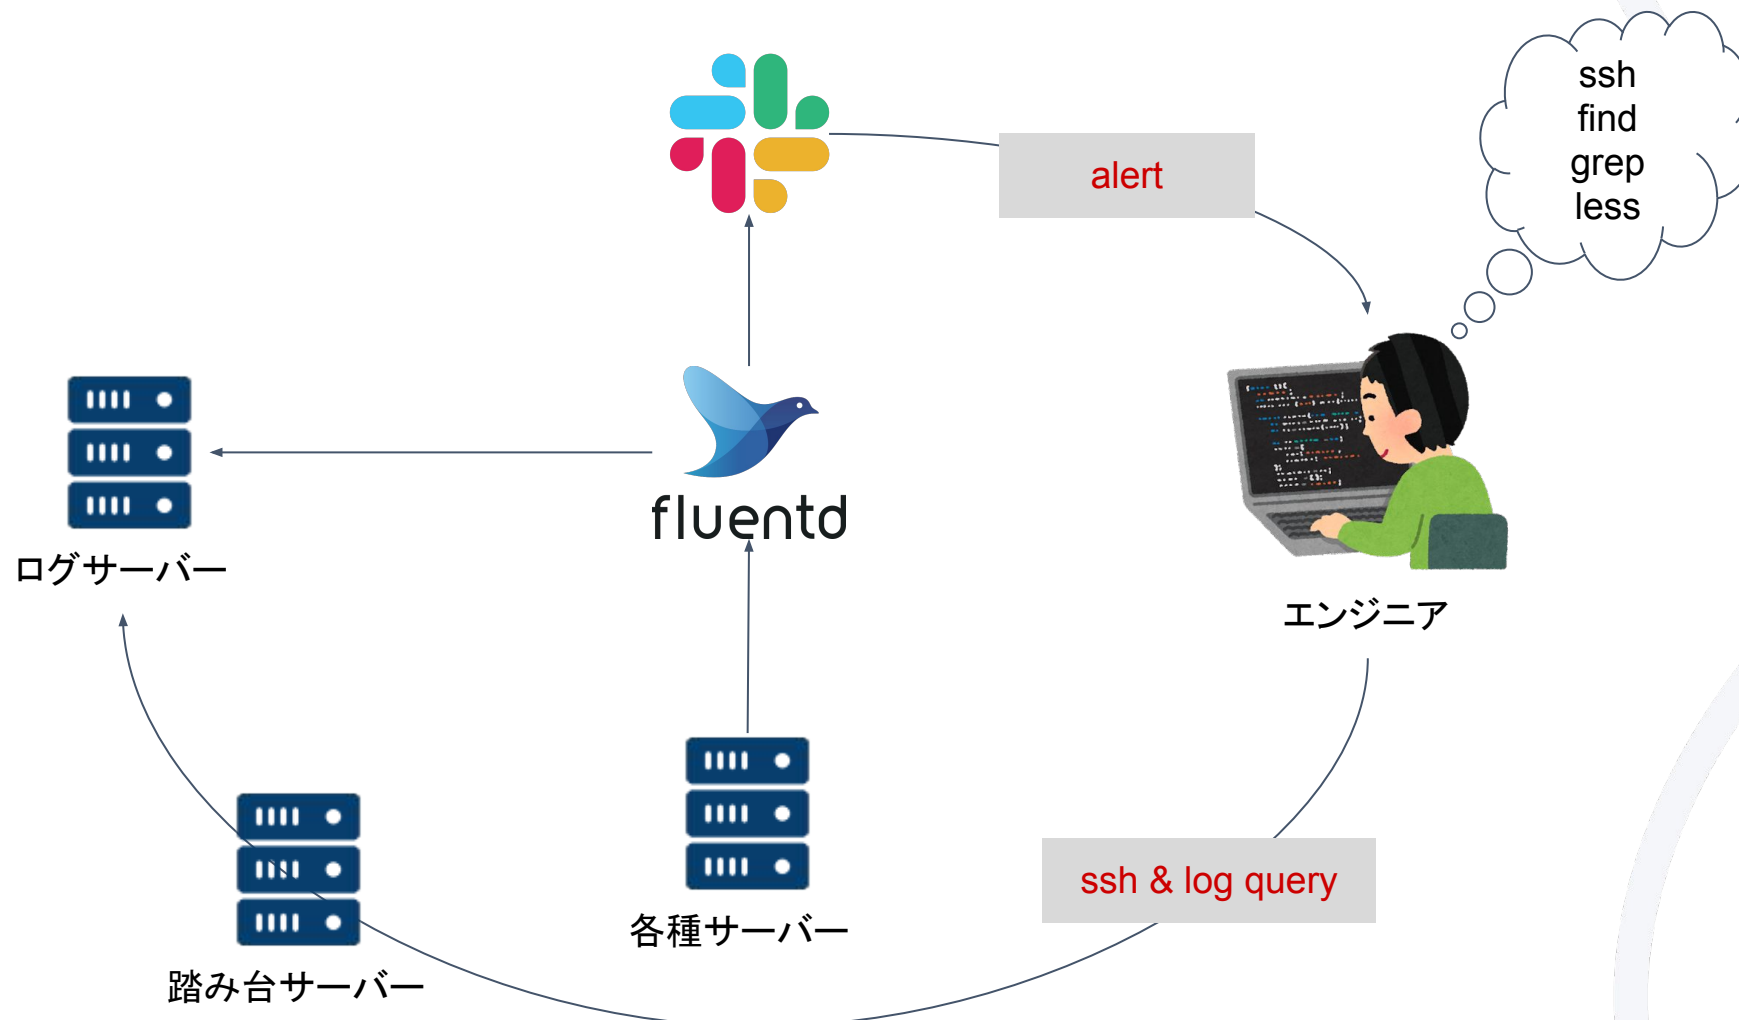 ssh
find
grep
less
alert
fluentd
ログサーバー
エンジニア
ssh & log query
各種サーバー
踏み台サーバー